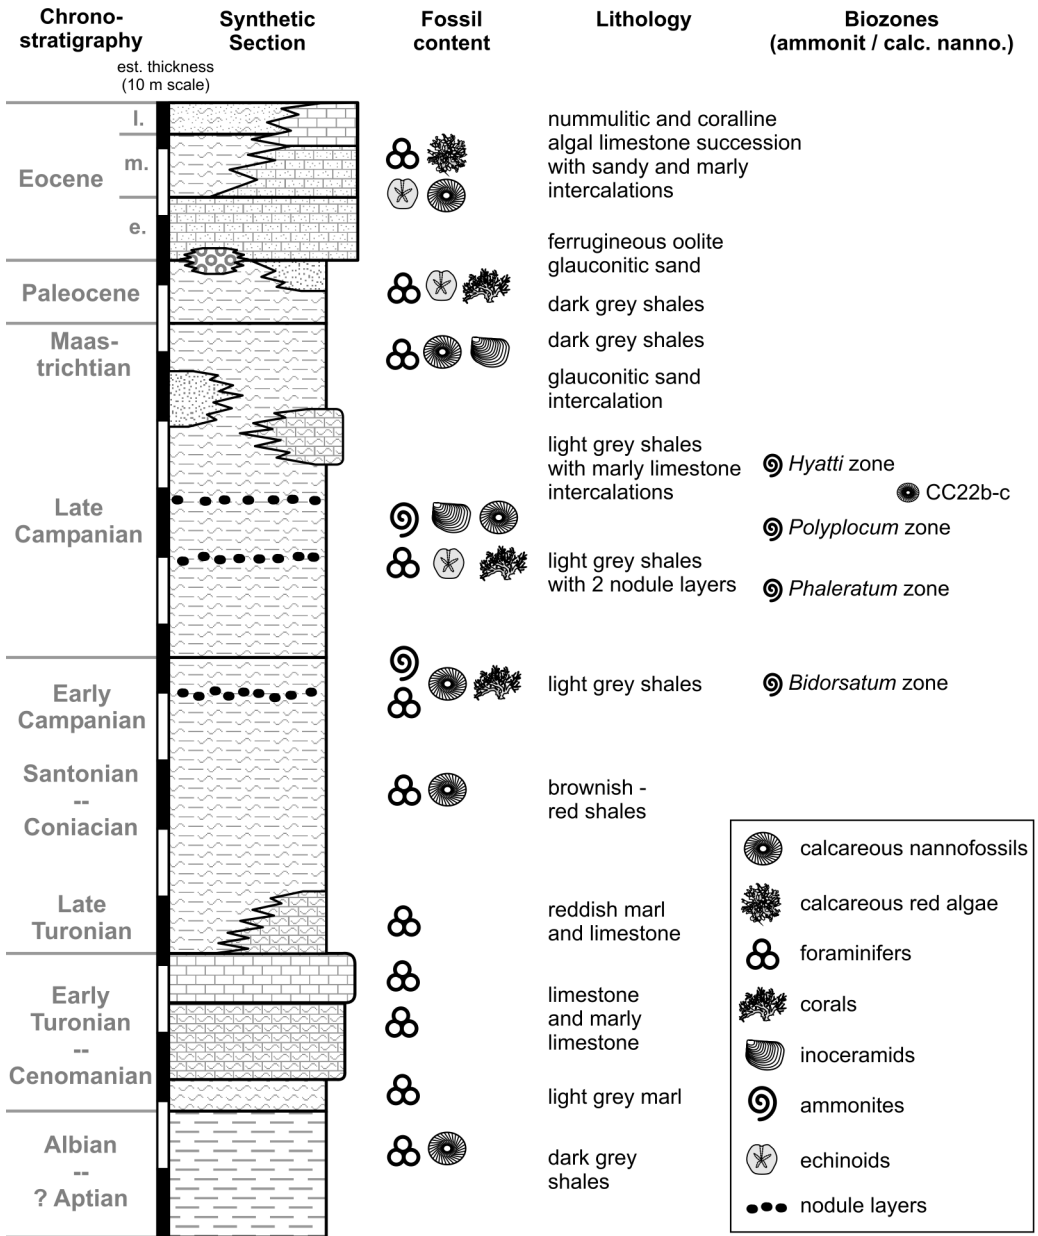 Chrono-
stratigraphy
Synthetic
Section
Fossil
content
Lithology
Biozones
(ammonit / calc. nanno.)
est. thickness
(10 m scale)
l.
m.
Eocene
e.
nummulitic and coralline
algal limestone succession
with sandy and marly
intercalations
ferrugineous oolite
glauconitic sand
Paleocene
dark grey shales
Maas-
trichtian
dark grey shales
glauconitic sand
intercalation
light grey shales
with marly limestone
intercalations
Hyatti zone
CC22b-c
Late
Campanian
Polyplocum zone
light grey shales
with 2 nodule layers
Phaleratum zone
Early
Campanian
light grey shales
Bidorsatum zone
Santonian
--
Coniacian
brownish -
red shales
Late
Turonian
reddish marl
and limestone
Early
Turonian
--
Cenomanian
limestone
and marly
limestone
light grey marl
Albian
--
? Aptian
dark grey
shales
calcareous nannofossils
calcareous red algae
foraminifers
corals
inoceramids
ammonites
echinoids
nodule layers